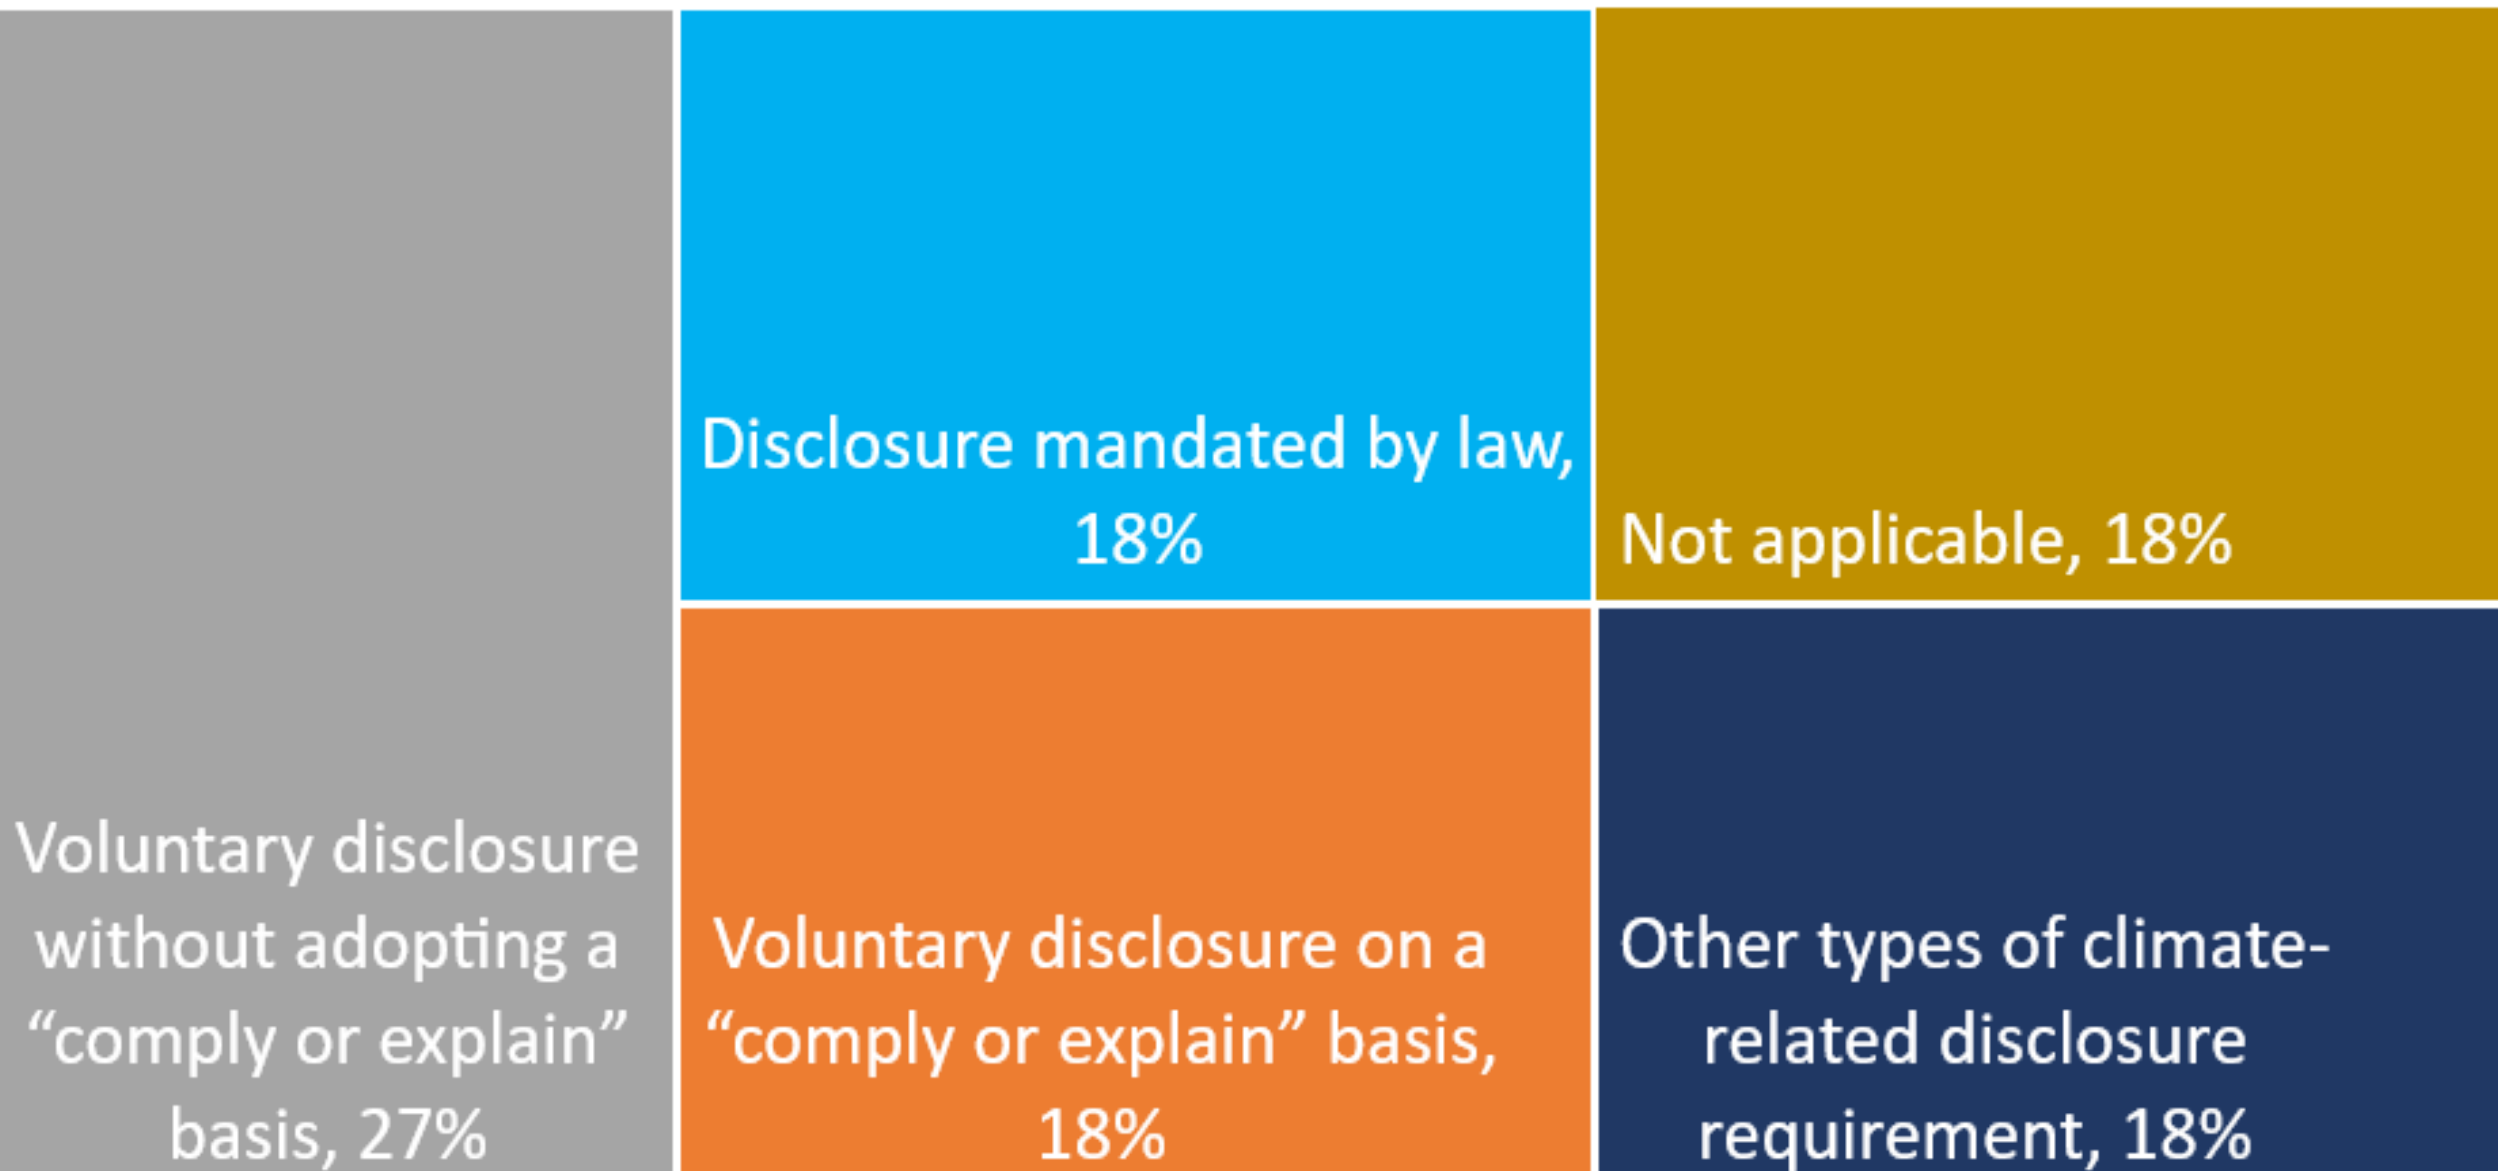 Voluntary disclosure
without adopting a
“comply or explain”
basis, 27%
Disclosure mandated by law,
18%
Not applicable, 18%
Voluntary disclosure on a
“comply or explain” basis,
18%
Other types of climate-
related disclosure
requirement, 18%